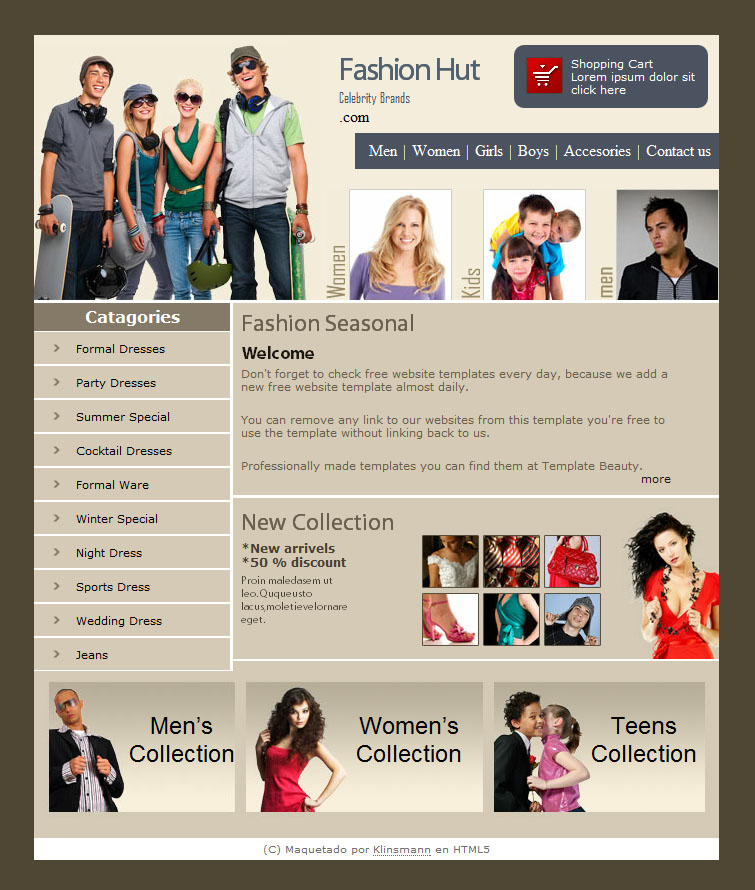 Fashion Hut
Celebrity Brands
.com
Shopping Cart
Lorem ipsum dolor sit
click here
Men | Women | Girls | Boys | Accesories | Contact us
Women
Kids
men
Catagories
Formal Dresses
Party Dresses
Summer Special
Cocktail Dresses
Formal Ware
Winter Special
Night Dress
Sports Dress
Wedding Dress
Jeans
Fashion Seasonal
Welcome
Don't forget to check free website templates every day, because we add a
new free website template almost daily.
You can remove any link to our websites from this template you're free to
use the template without linking back to us.
Professionally made templates you can find them at Template Beauty.
more
New Collection
*New arrivels
*50 % discount
Proin maledasem ut
leo.Ququeusto
lacus,moletievelornare
eget.
Men's
Collection
Women's
Collection
Teens
Collection
(C) Maquetado por Klinsmann en HTML5